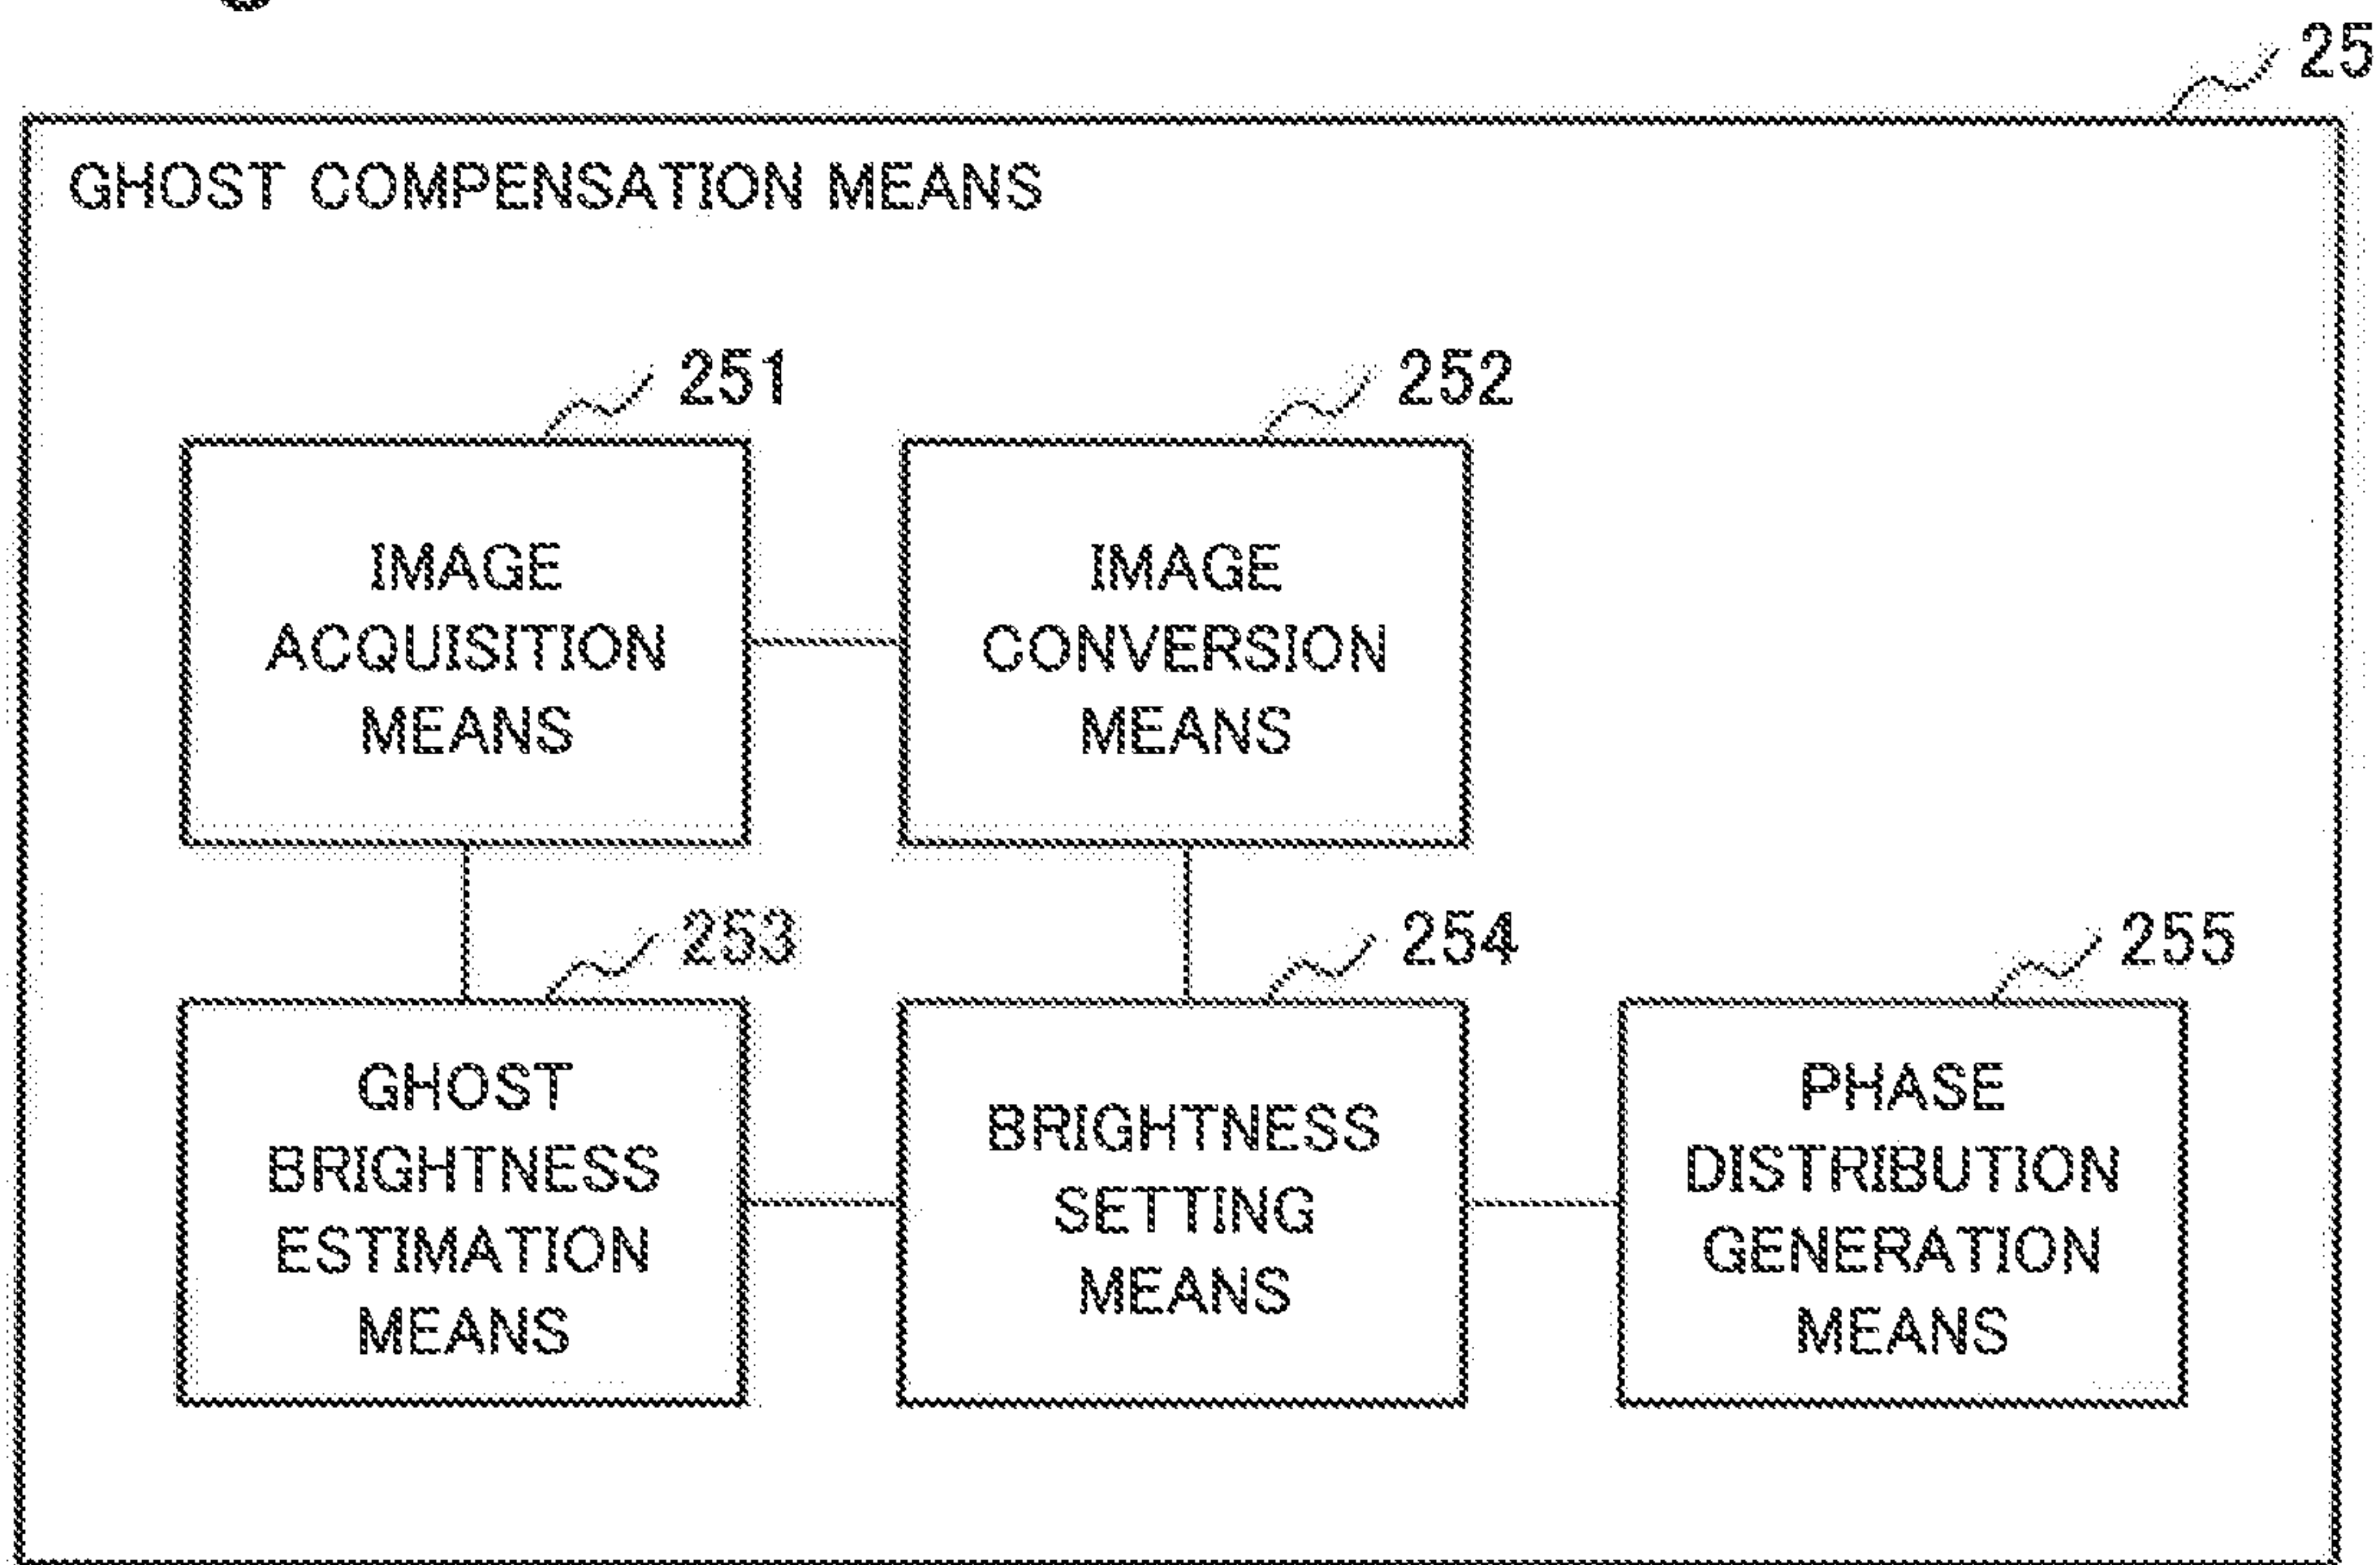 25
GHOST COMPENSATION MEANS
251
252
IMAGE
ACQUISITION
MEANS
IMAGE
CONVERSION
MEANS
253
254
255
GHOST
BRIGHTNESS
ESTIMATION
MEANS
BRIGHTNESS
SETTING
MEANS
PHASE
DISTRIBUTION
GENERATION
MEANS